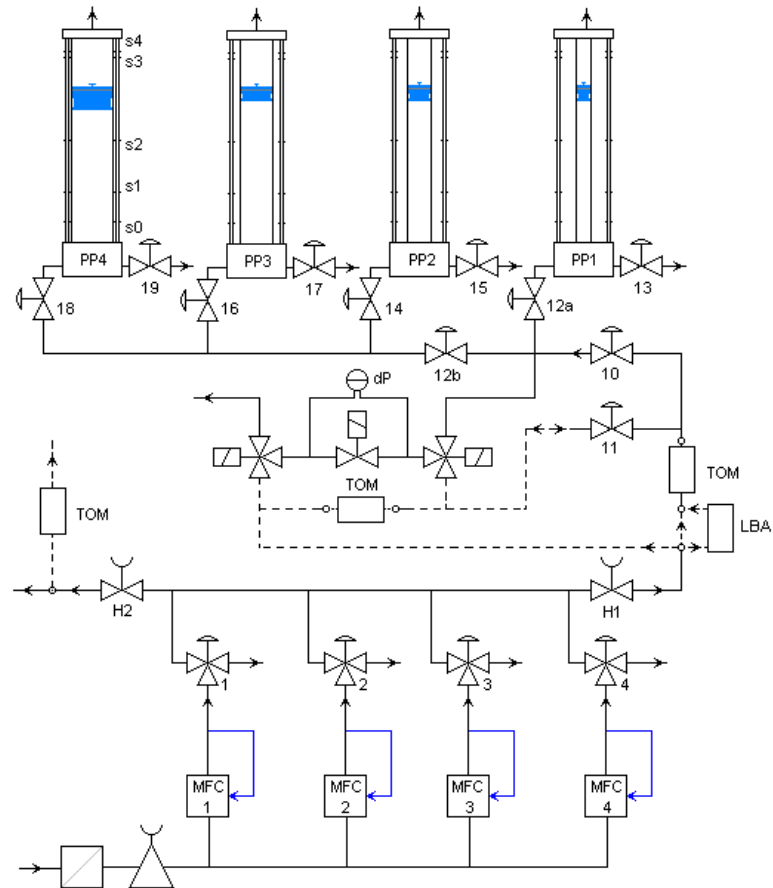 s4
s3
s2
s1
s0
PP4
PP3
PP2
PP1
19
17
15
13
18
16
14
12a
12b
10
dP
11
TOM
TOM
TOM
LBA
H2
H1
1
2
3
4
MFC
1
MFC
2
MFC
3
MFC
4